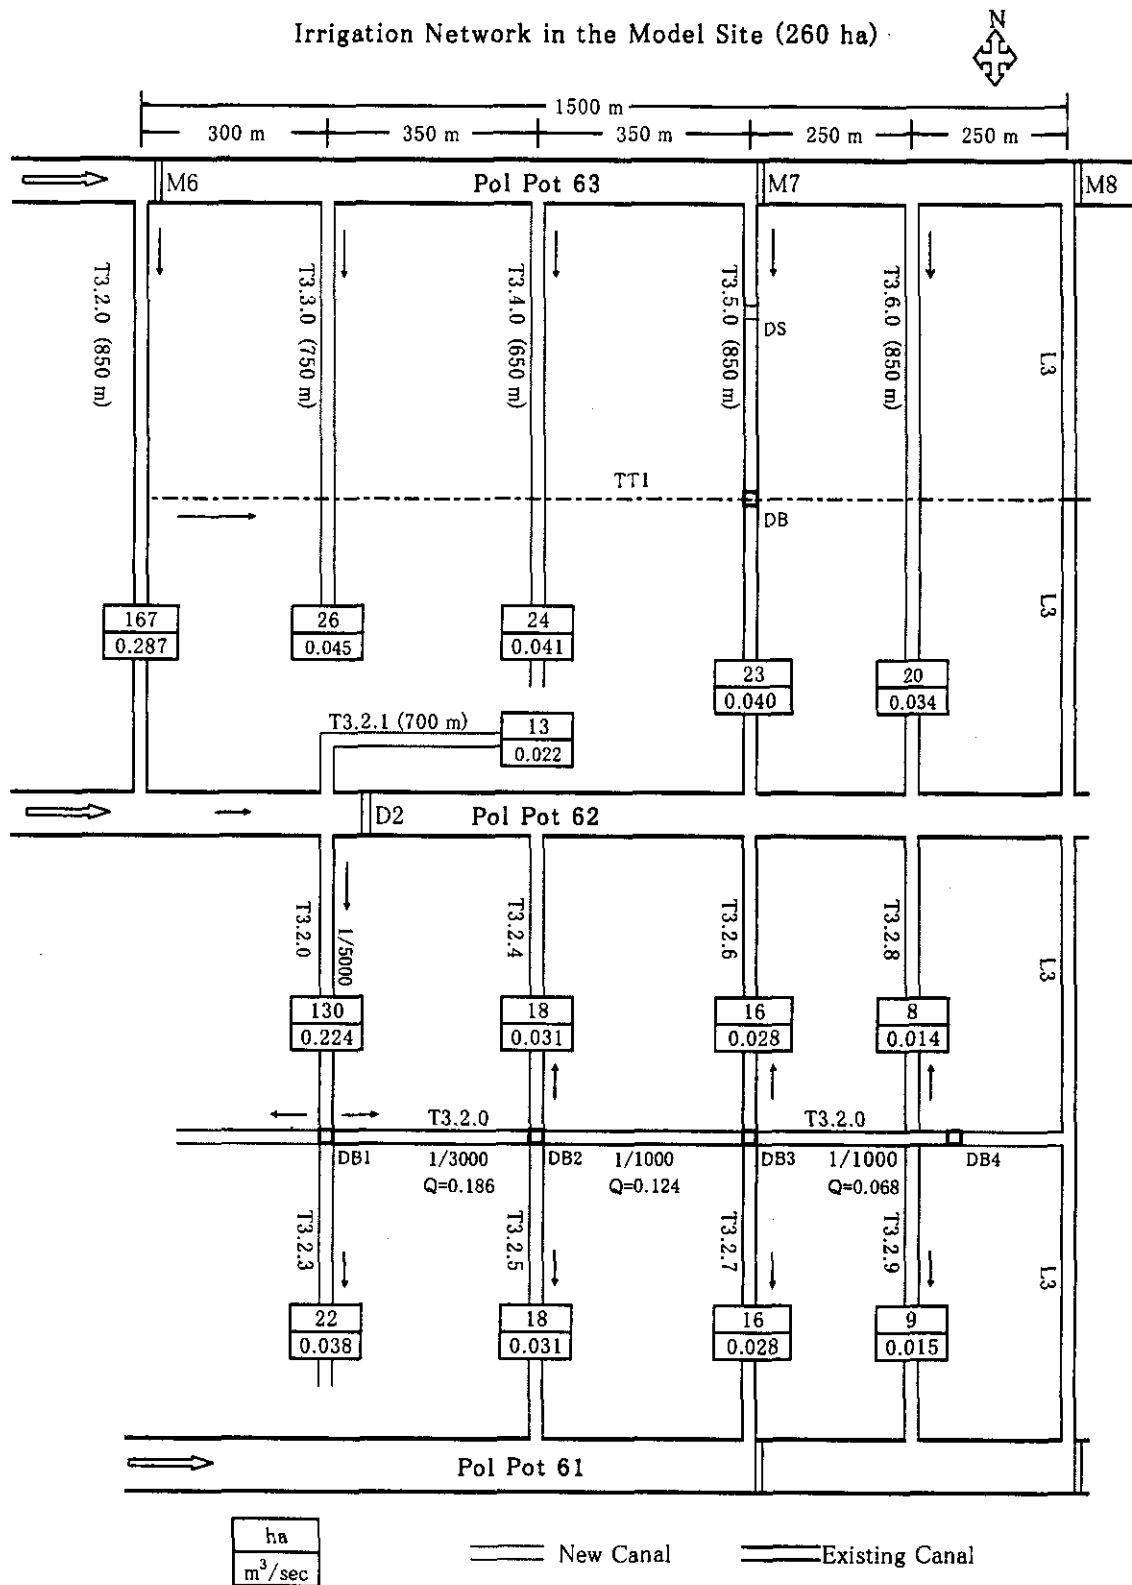 Irrigation Network in the Model Site (260 ha)
N
1500 m
300 m
350 m
350 m
250 m
250 m
M6
Pol Pot 63
M7
M8
T3.2.0 (850 m)
T3.3.0 (750 m)
T3.4.0 (650 m)
T3.5.0 (850 m)
T3.6.0 (850 m)
DS
L3
TT1
DB
L3
167
0.287
26
0.045
24
0.041
23
0.040
20
0.034
T3.2.1 (700 m)
13
0.022
D2
Pol Pot 62
T3.2.0
1/5000
T3.2.4
T3.2.6
T3.2.8
L3
130
0.224
18
0.031
16
0.028
8
0.014
T3.2.0
T3.2.0
DB1
1/3000
Q=0.186
DB2
1/1000
Q=0.124
DB3
1/1000
Q=0.068
DB4
T3.2.3
T3.2.5
T3.2.7
T3.2.9
L3
22
0.038
18
0.031
16
0.028
9
0.015
Pol Pot 61
ha
m³/sec
New Canal
Existing Canal